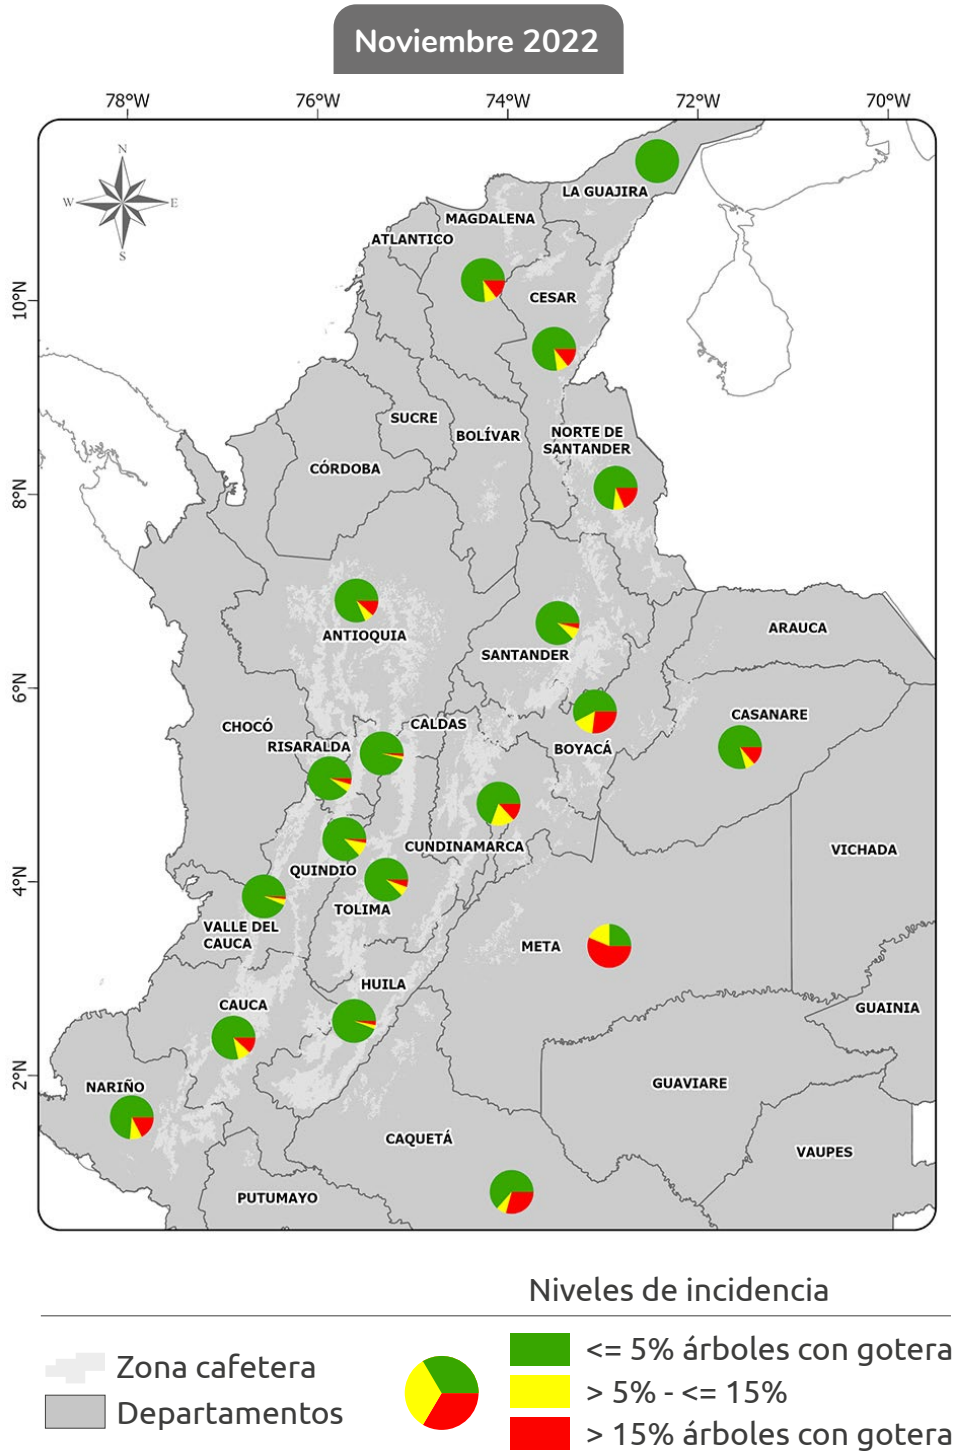 Noviembre 2022
78°W 76°W 74°W 72°W 70°W
N
W E
S
10°N
8°N
6°N
4°N
2°N
LA GUAJIRA
MAGDALENA
ATLANTICO
CESAR
SUCRE
BOLÍVAR
NORTE DE
SANTANDER
CÓRDOBA
ANTIOQUIA
SANTANDER
ARAUCA
CHOCÓ
CALDAS
CASANARE
RISARALDA
BOYACÁ
CUNDINAMARCA
VICHADA
QUINDIO
TOLIMA
VALLE DEL
CAUCA
META
HUILA
CAUCA
GUAINIA
NARIÑO
GUAVIARE
CAQUETÁ
VAUPES
PUTUMAYO
Niveles de incidencia
Zona cafetera
Departamentos
<= 5% árboles con gotera
> 5% - <= 15%
> 15% árboles con gotera